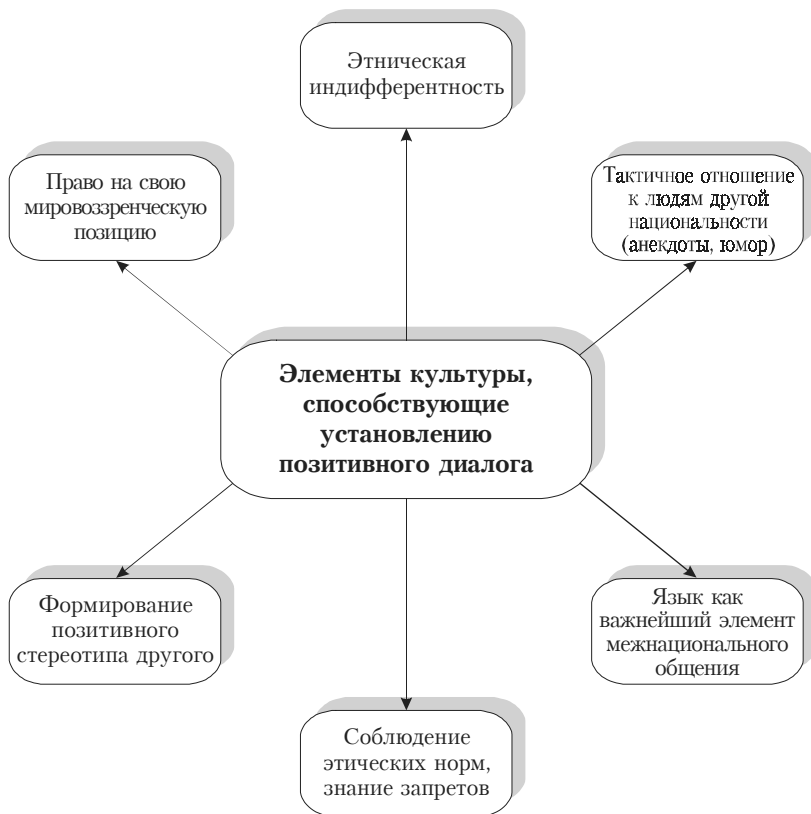 Этническая
индифферентность
Право на свою
мировоззренческую
позицию
Тактичное отношение
к людям другой
национальности
(анекдоты, юмор)
Элементы культуры,
способствующие
установлению
позитивного диалога
Формирование
позитивного
стереотипа другого
Язык как
важнейший элемент
межнационального
общения
Соблюдение
этических норм,
знание запретов